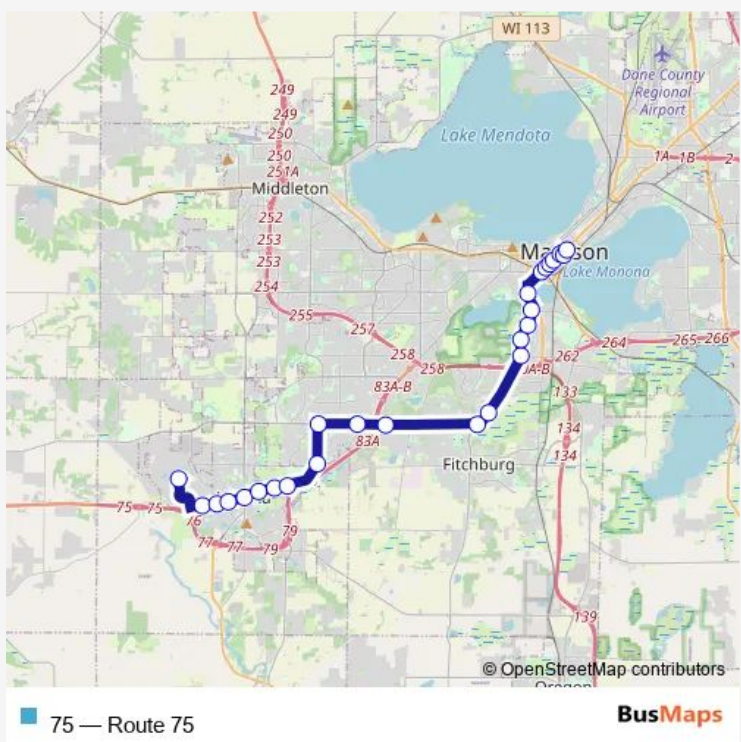 WI 113
Dane County
Regional
Airport
249
249
250
250
251A
Lake Mendota
1A-1B
2
Middleton
252
253
253
254
Madison
Lake Monona
255
257
258
258
264
265-266
262
83A-B
133
134
134
83A
Fitchburg
75
75
76
77
77
79
79
139
© OpenStreetMap contributors
Oregon
75 — Route 75
BusMaps